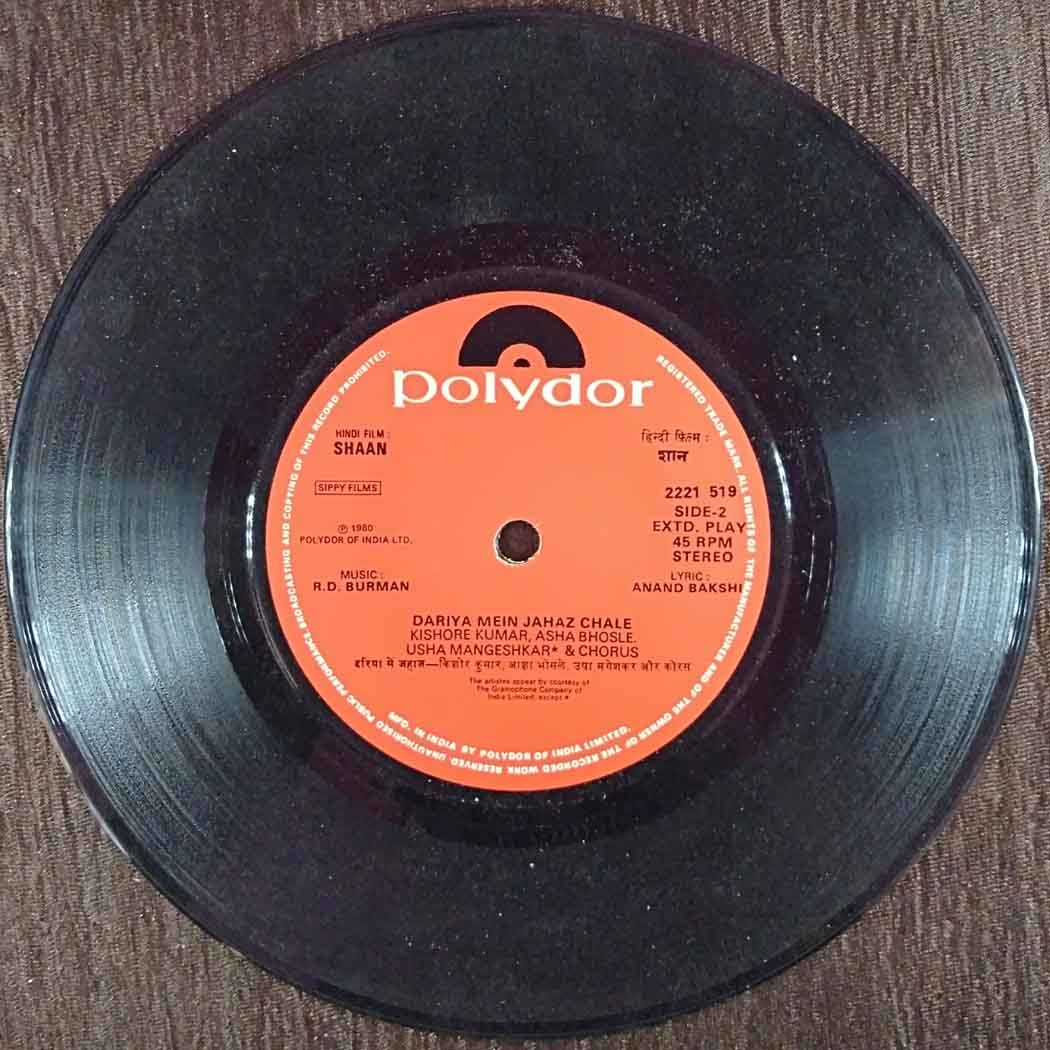 polydor
HINDI FILM :
SHAAN
SIPPY FILMS
℗ 1980
POLYDOR OF INDIA LTD.
MUSIC :
R.D. BURMAN
हिन्दी फ़िल्म :
शान
2221 519
SIDE-2
EXTD. PLAY
45 RPM
STEREO
LYRIC :
ANAND BAKSHI
DARIYA MEIN JAHAZ CHALE
KISHORE KUMAR, ASHA BHOSLE.
USHA MANGESHKAR* & CHORUS
दरिया में जहाज—किशोर कुमार, आशा भोंसले, उषा मंगेशकर और कोरस
The artistes appear by courtesy of
The Gramophone Company of
India Limited, except *
REGISTERED TRADE MARK. ALL RIGHTS OF THE MANUFACTURER AND OF THE OWNER OF THE RECORDED WORK RESERVED. UNAUTHORISED PUBLIC PERFORMANCE, BROADCASTING AND COPYING OF THIS RECORD PROHIBITED.
MFD. IN INDIA BY POLYDOR OF INDIA LIMITED.